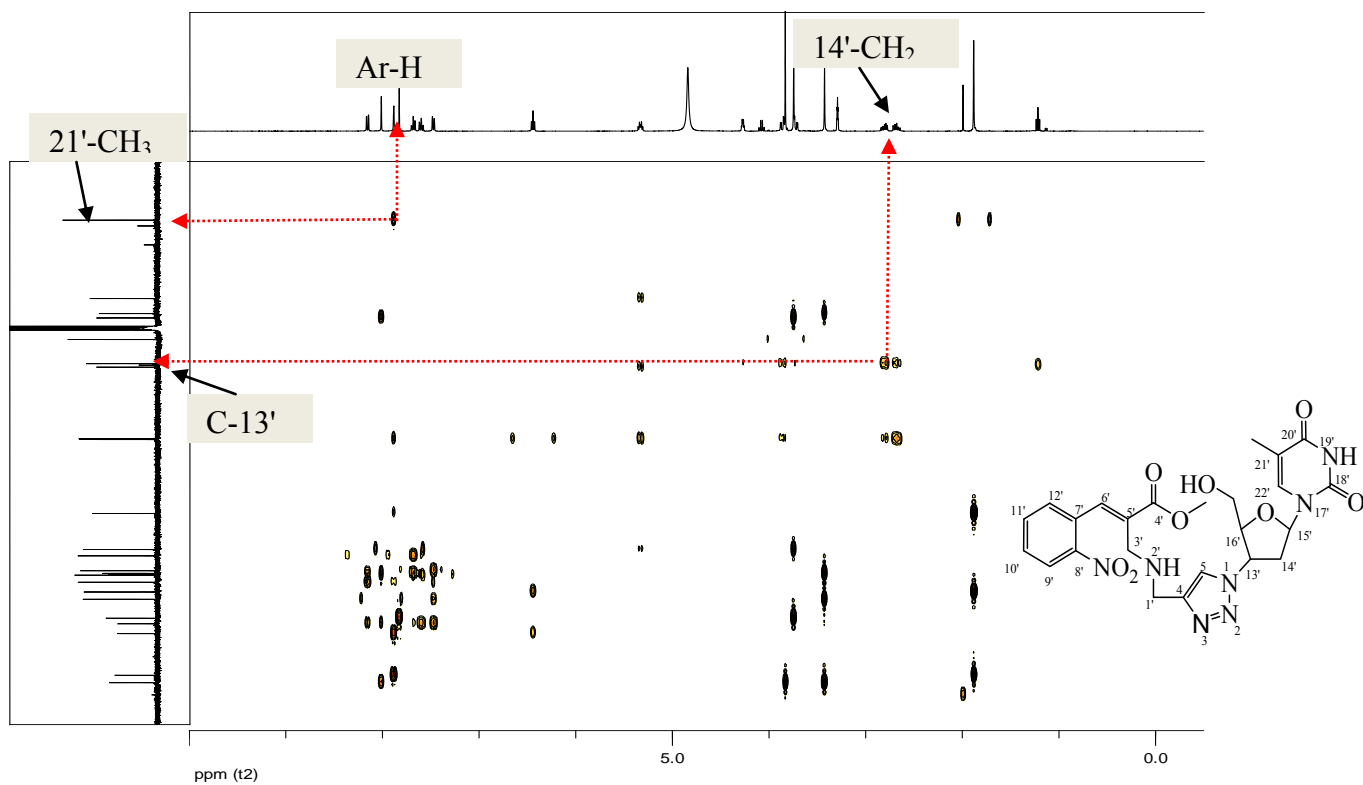 Ar-H
14'-CH2
21'-CH3
C-13'
O
20'
19'
NH
21'
18'
O
22'
N
17'
HO
O
15'
16'
14'
13'
O
4'
O
12'
6'
11'
7'
5'
3'
10'
8'
9'
NO2
2'
NH
1'
5
4
1
N
N
2
N
3
5.0
0.0
ppm (t2)